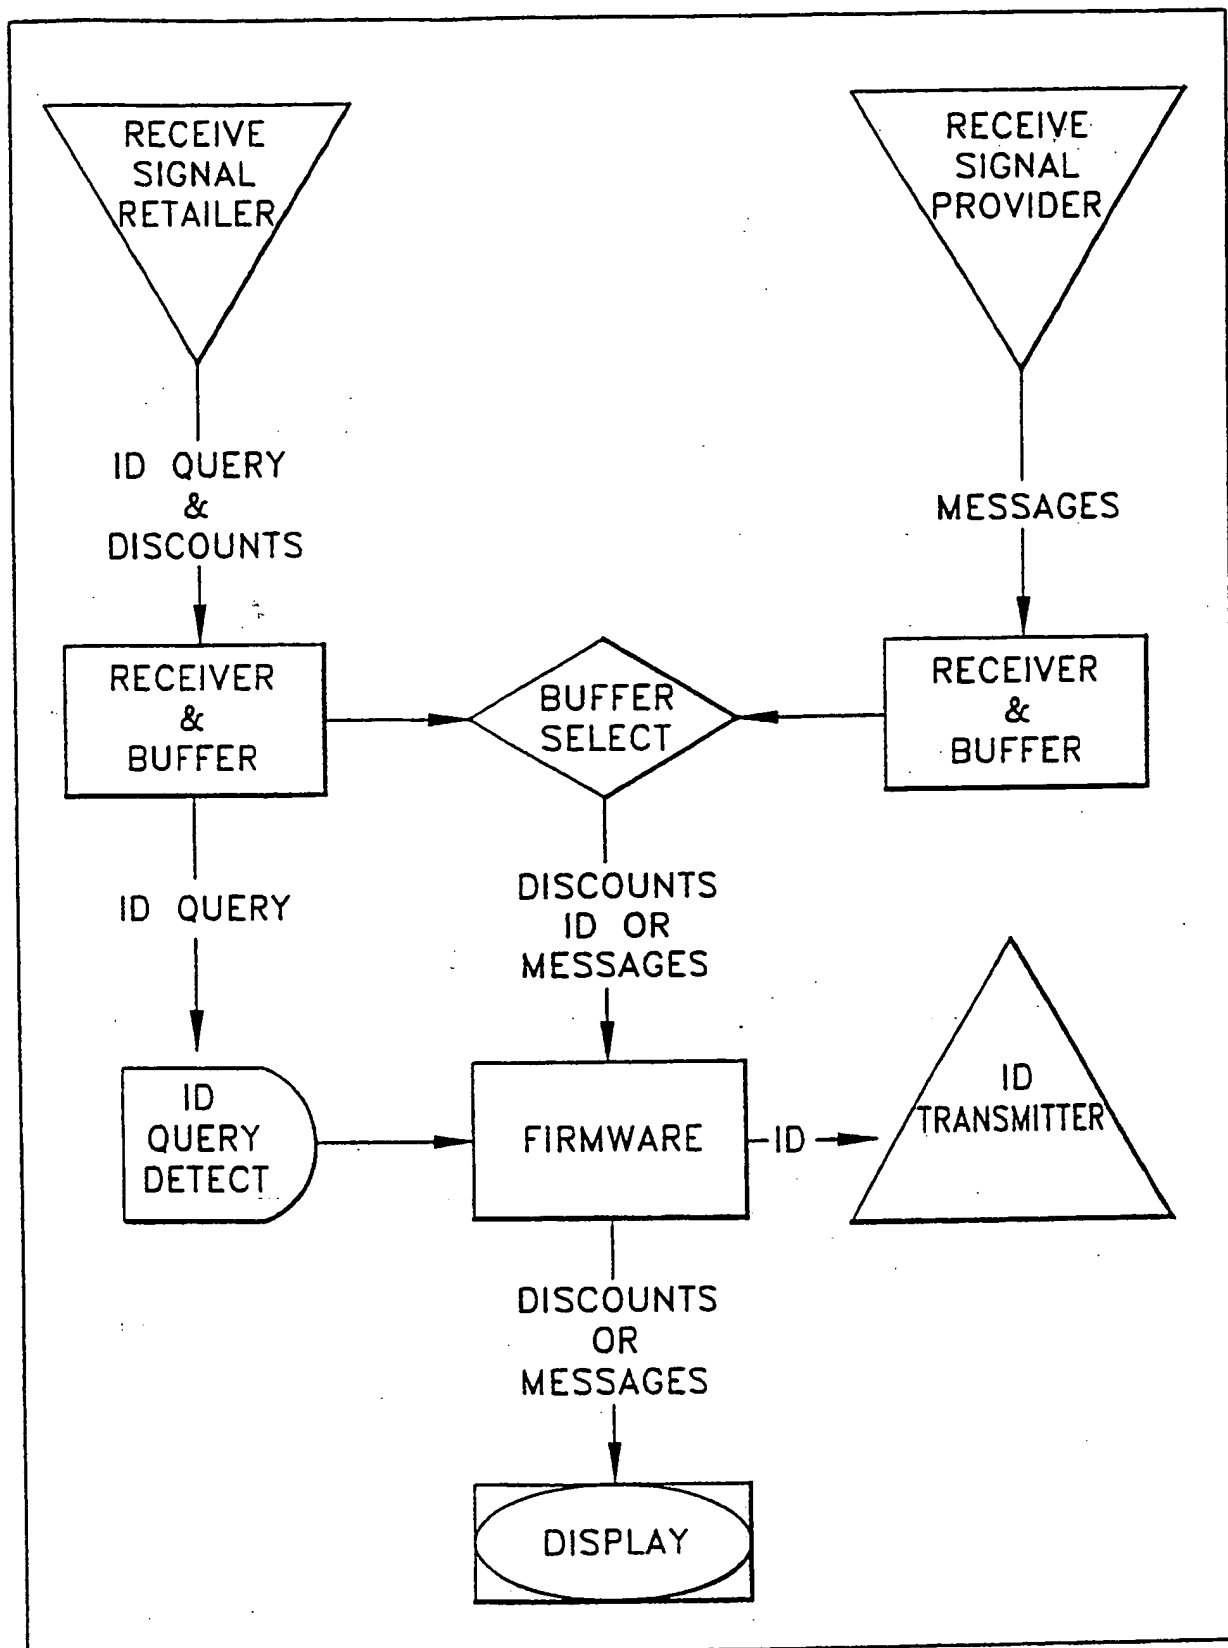 RECEIVE
SIGNAL
RETAILER
RECEIVE
SIGNAL
PROVIDER
ID QUERY
&
DISCOUNTS
MESSAGES
RECEIVER
&
BUFFER
BUFFER
SELECT
RECEIVER
&
BUFFER
ID QUERY
DISCOUNTS
ID OR
MESSAGES
ID
QUERY
DETECT
FIRMWARE
ID
ID
TRANSMITTER
DISCOUNTS
OR
MESSAGES
DISPLAY